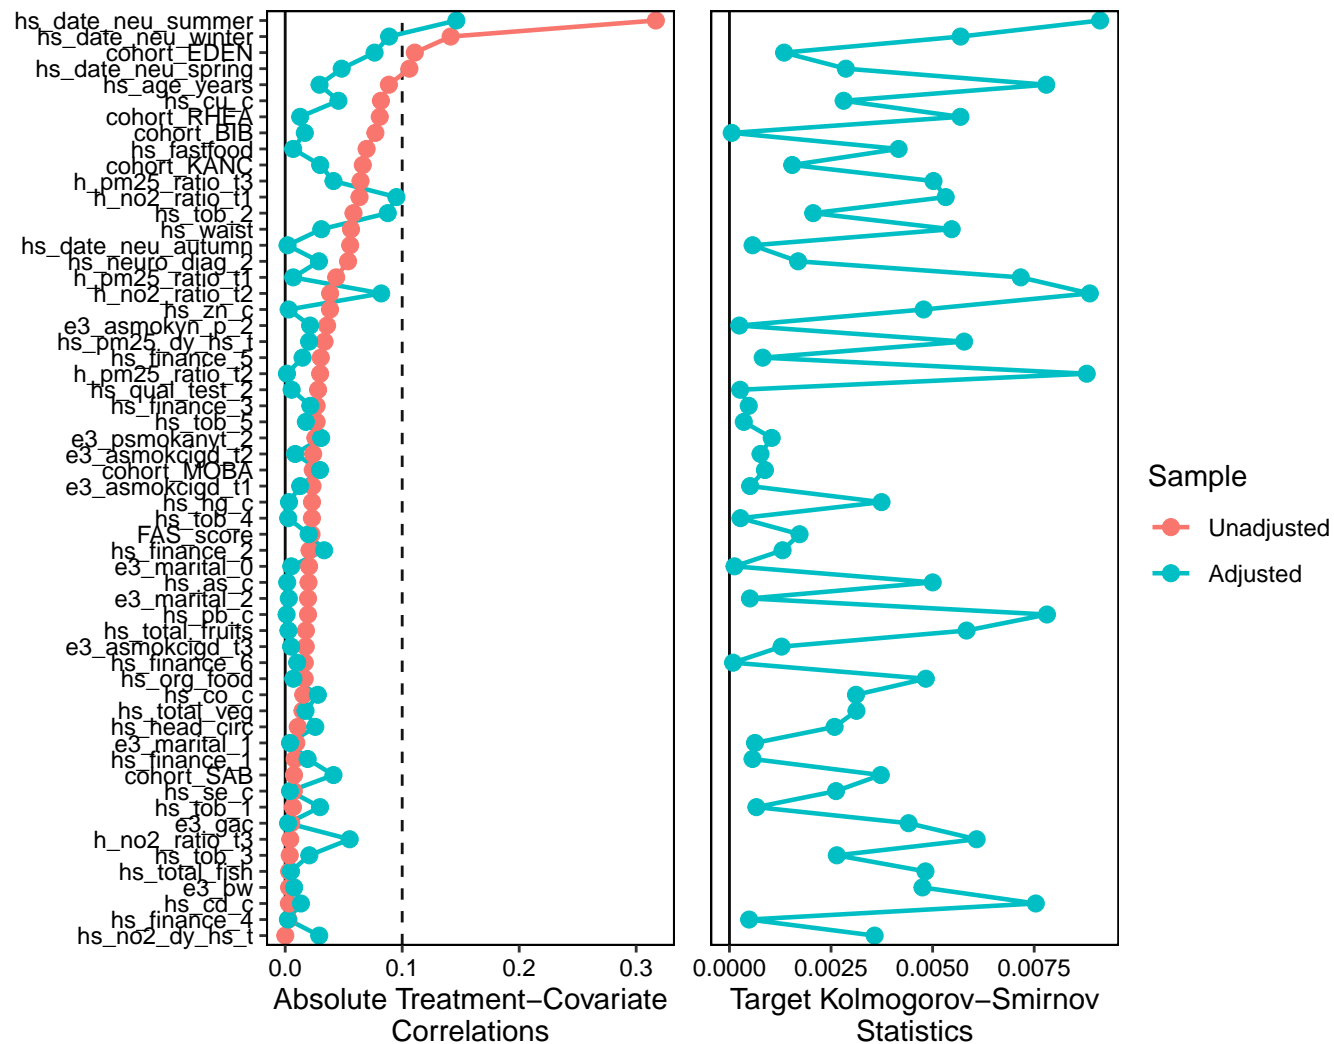 hs_date_neu_summer
hs_date_neu_winter
cohort_EDEN
hs_date_neu_spring
hs_age_years
hs_cu_c
cohort_RHEA
cohort_BIB
hs_fastfood
cohort_KANC
h_pm25_ratio_t3
h_no2_ratio_t1
hs_tob_2
hs_waist
hs_date_neu_autumn
hs_neuro_diag_2
h_pm25_ratio_t1
h_no2_ratio_t2
hs_zn_c
e3_asmokyn_p_2
hs_pm25_dy_hs_t
hs_finance_5
h_pm25_ratio_t2
hs_qual_test_2
hs_finance_3
hs_tob_5
e3_psmokanyt_2
e3_asmokcigd_t2
cohort_MOBA
e3_asmokcigd_t1
hs_hg_c
hs_tob_4
FAS_score
hs_finance_2
e3_marital_0
hs_as_c
e3_marital_2
hs_pb_c
hs_total_fruits
e3_asmokcigd_t3
hs_finance_6
hs_org_food
hs_co_c
hs_total_veg
hs_head_circ
e3_marital_1
hs_finance_1
cohort_SAB
hs_se_c
hs_tob_1
e3_gac
h_no2_ratio_t3
hs_tob_3
hs_total_fish
e3_bw
hs_cd_c
hs_finance_4
hs_no2_dy_hs_t
0.0 0.1 0.2 0.3
Absolute Treatment−Covariate
Correlations
0.0000 0.0025 0.0050 0.0075
Target Kolmogorov−Smirnov
Statistics
Sample
Unadjusted
Adjusted